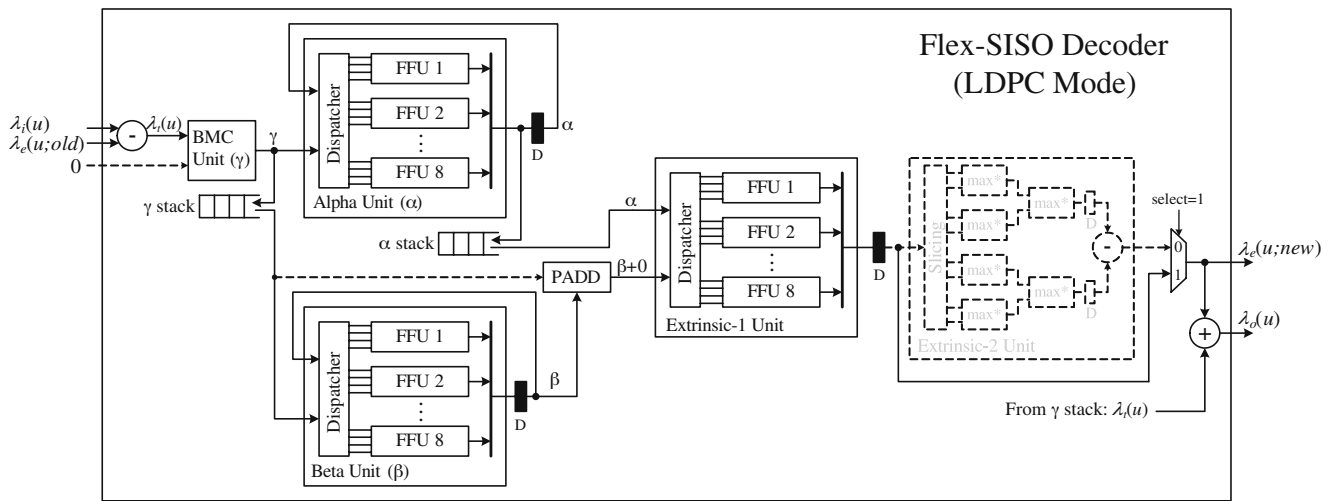 Flex-SISO Decoder
(LDPC Mode)
λi(u)
λe(u;old)
0
-
λt(u)
BMC
Unit (γ)
γ
γ stack
Dispatcher
FFU 1
FFU 2
⋮
FFU 8
Alpha Unit (α)
D
α
α stack
α
PADD
β+0
Dispatcher
FFU 1
FFU 2
⋮
FFU 8
Beta Unit (β)
D
β
Dispatcher
FFU 1
FFU 2
⋮
FFU 8
Extrinsic-1 Unit
D
Slicing
max*
max*
max*
max*
max*
max*
D
D
-
Extrinsic-2 Unit
select=1
0
1
λe(u;new)
+
λo(u)
From γ stack: λt(u)